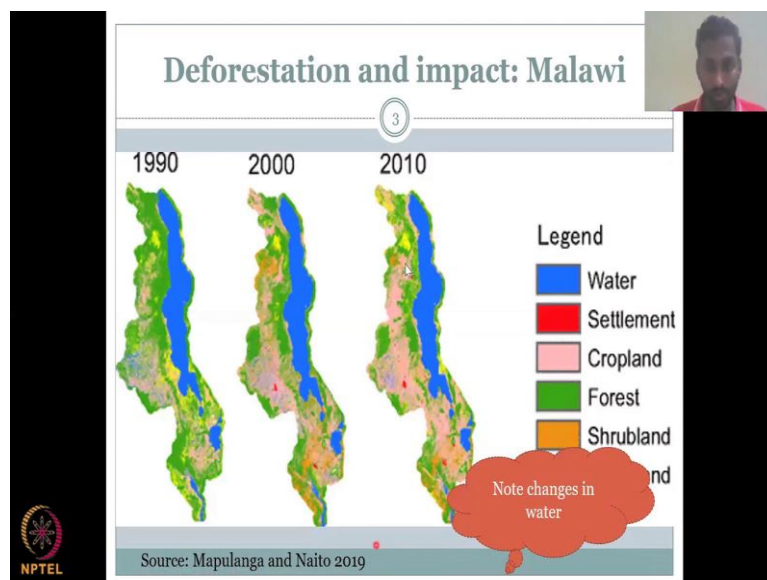 Deforestation and impact: Malawi
3
1990 2000 2010
Legend
Water
Settlement
Cropland
Forest
Shrubland
nd
Note changes in
water
Source: Mapulanga and Naito 2019
NPTEL